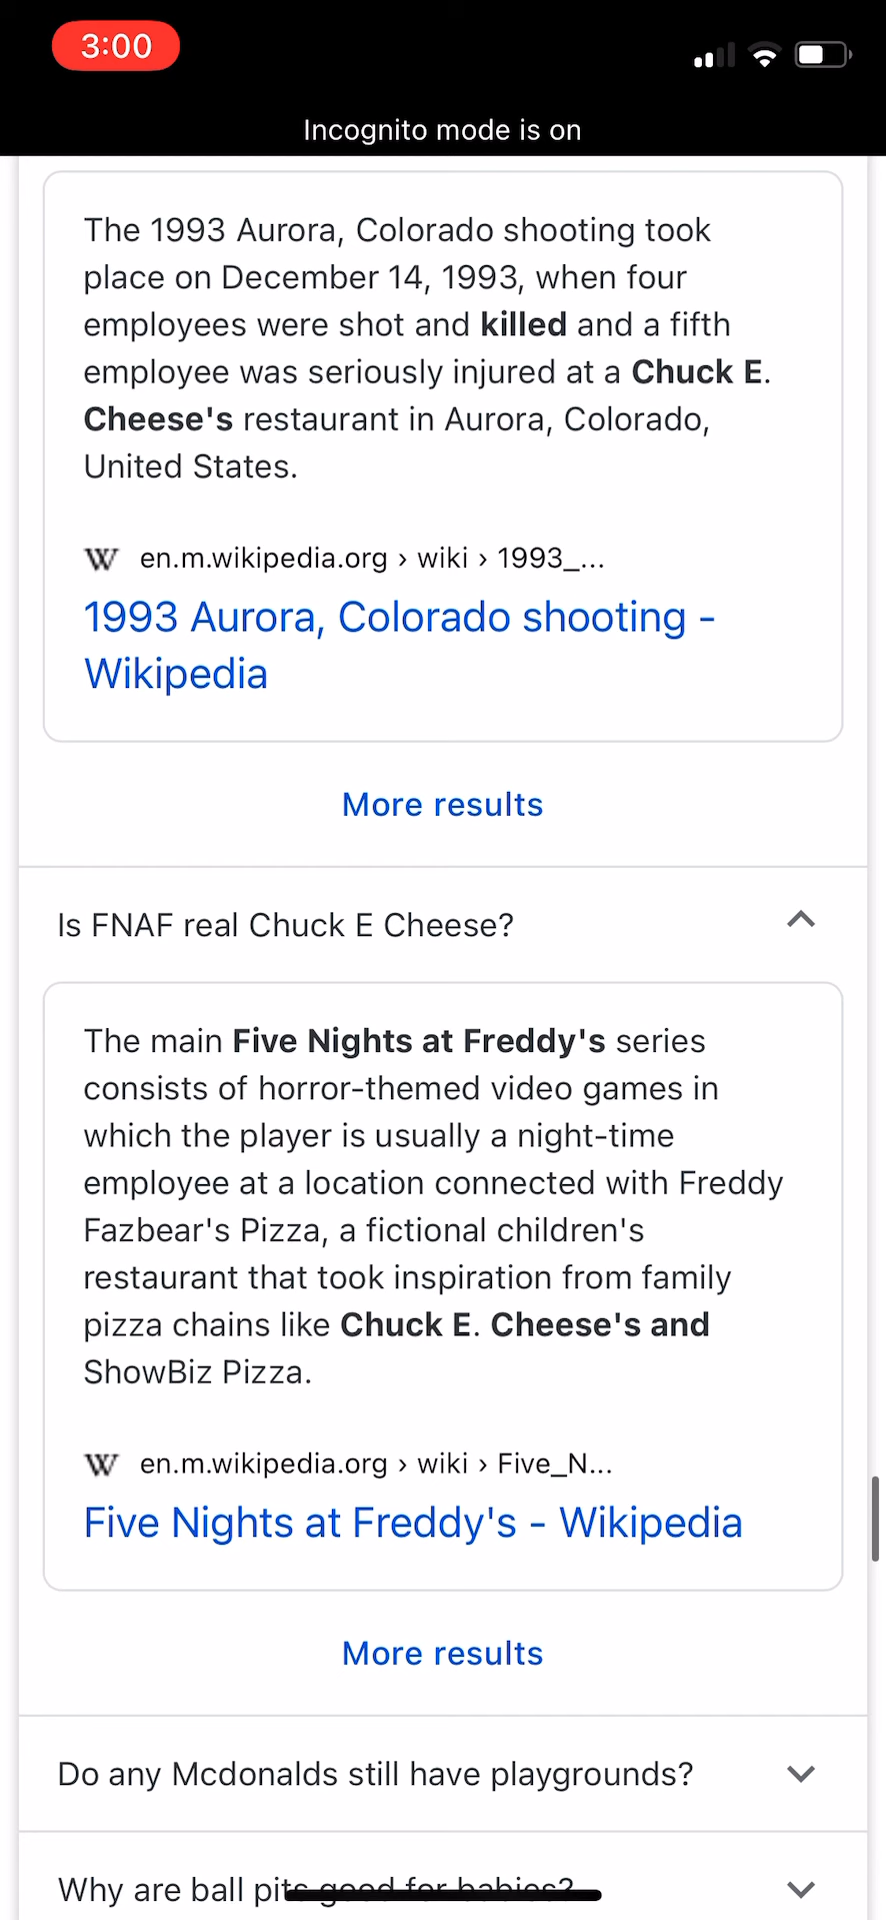 3:00
Incognito mode is on
The 1993 Aurora, Colorado shooting took
place on December 14, 1993, when four
employees were shot and killed and a fifth
employee was seriously injured at a Chuck E.
Cheese's restaurant in Aurora, Colorado,
United States.
W en.m.wikipedia.org › wiki › 1993_...
1993 Aurora, Colorado shooting -
Wikipedia
More results
Is FNAF real Chuck E Cheese?
The main Five Nights at Freddy's series
consists of horror-themed video games in
which the player is usually a night-time
employee at a location connected with Freddy
Fazbear's Pizza, a fictional children's
restaurant that took inspiration from family
pizza chains like Chuck E. Cheese's and
ShowBiz Pizza.
W en.m.wikipedia.org › wiki › Five_N...
Five Nights at Freddy's - Wikipedia
More results
Do any Mcdonalds still have playgrounds?
Why are ball pits good for babies?